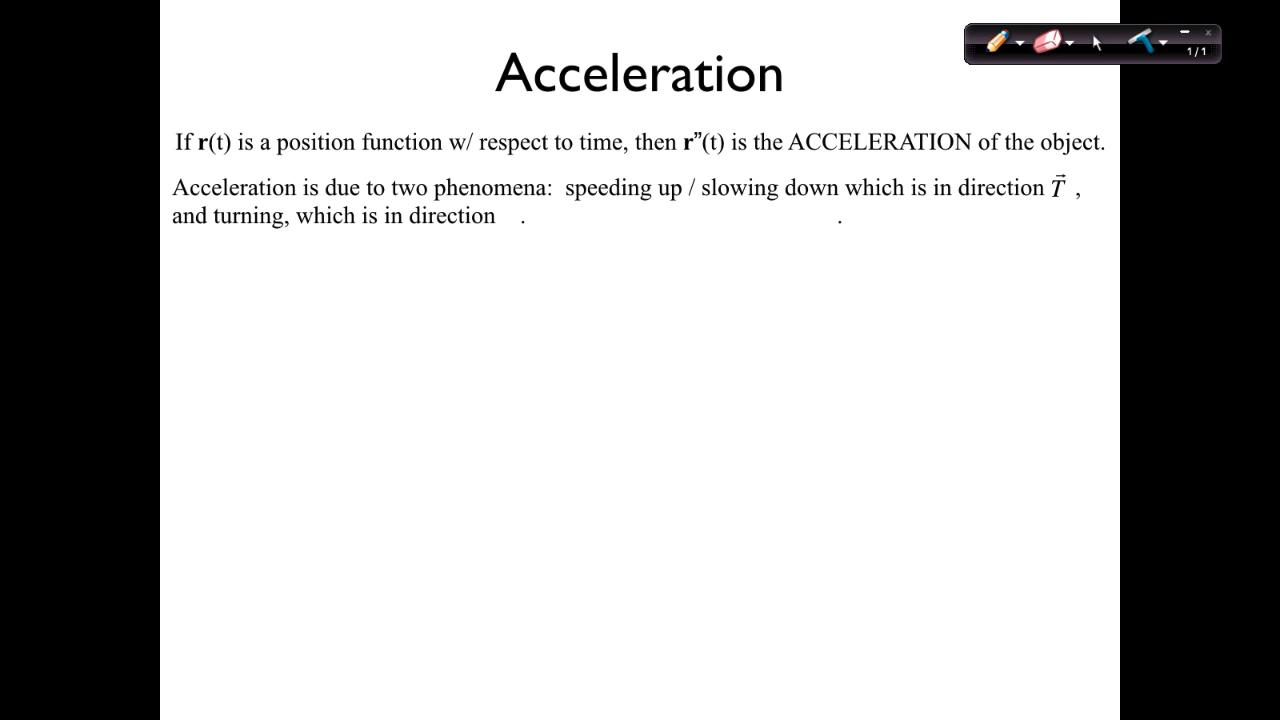 Acceleration
1/1
If r(t) is a position function w/ respect to time, then r”(t) is the ACCELERATION of the object.
Acceleration is due to two phenomena: speeding up / slowing down which is in direction T⃗ ,
and turning, which is in direction . .